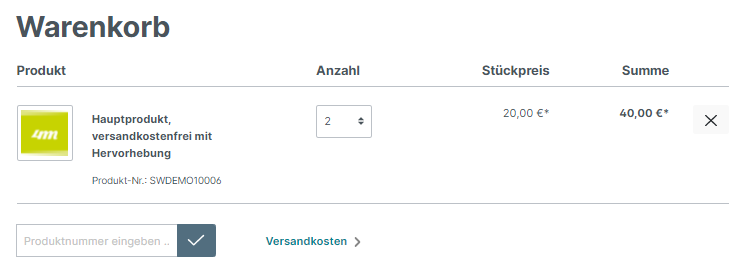 Warenkorb
Produkt Anzahl Stückpreis Summe
Hauptprodukt,
versandkostenfrei mit
Hervorhebung
2 20,00 €* 40,00 €*
Produkt-Nr.: SWDEMO10006
Produktnummer eingeben ..
Versandkosten